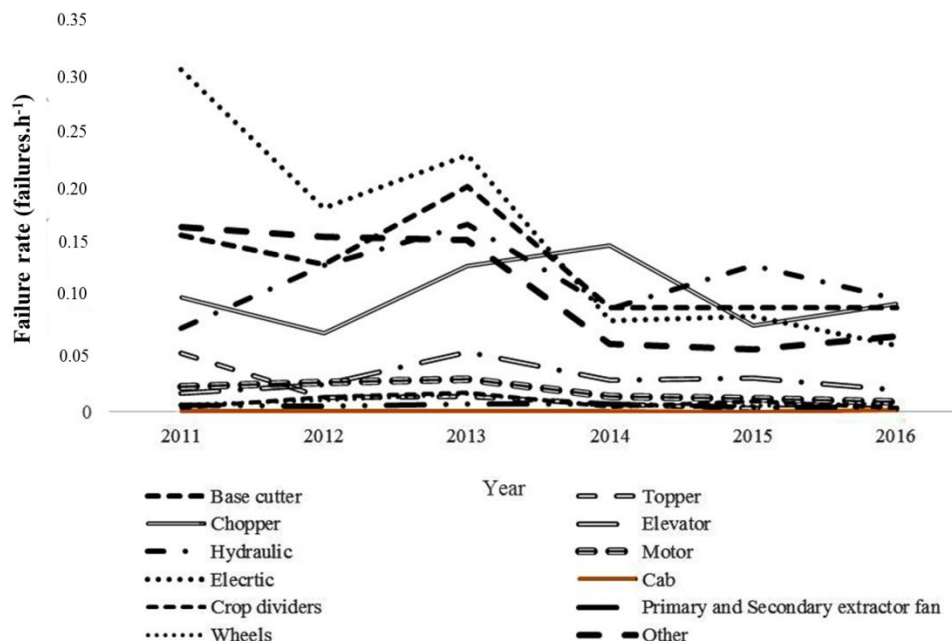 0.35
0.30
0.25
0.20
0.15
0.10
0.05
0
Failure rate (failures.h-1)
2011 2012 2013 2014 2015 2016
Year
Base cutter Topper
Chopper Elevator
Hydraulic Motor
Elecrtic Cab
Crop dividers Primary and Secondary extractor fan
Wheels Other